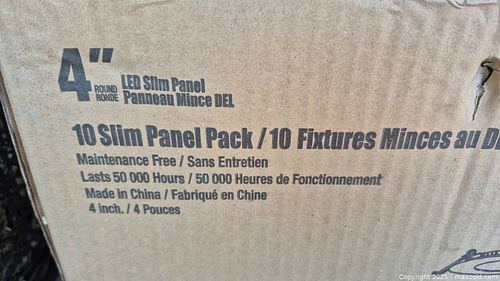 4" ROUND RONDE LED Slim Panel
Panneau Mince DEL
10 Slim Panel Pack / 10 Fixtures Minces au
Maintenance Free / Sans Entretien
Lasts 50 000 Hours / 50 000 Heures de Fonctionnement
Made in China / Fabriqué en Chine
4 inch. / 4 Pouces
Copyright 2025 - maxsold.com